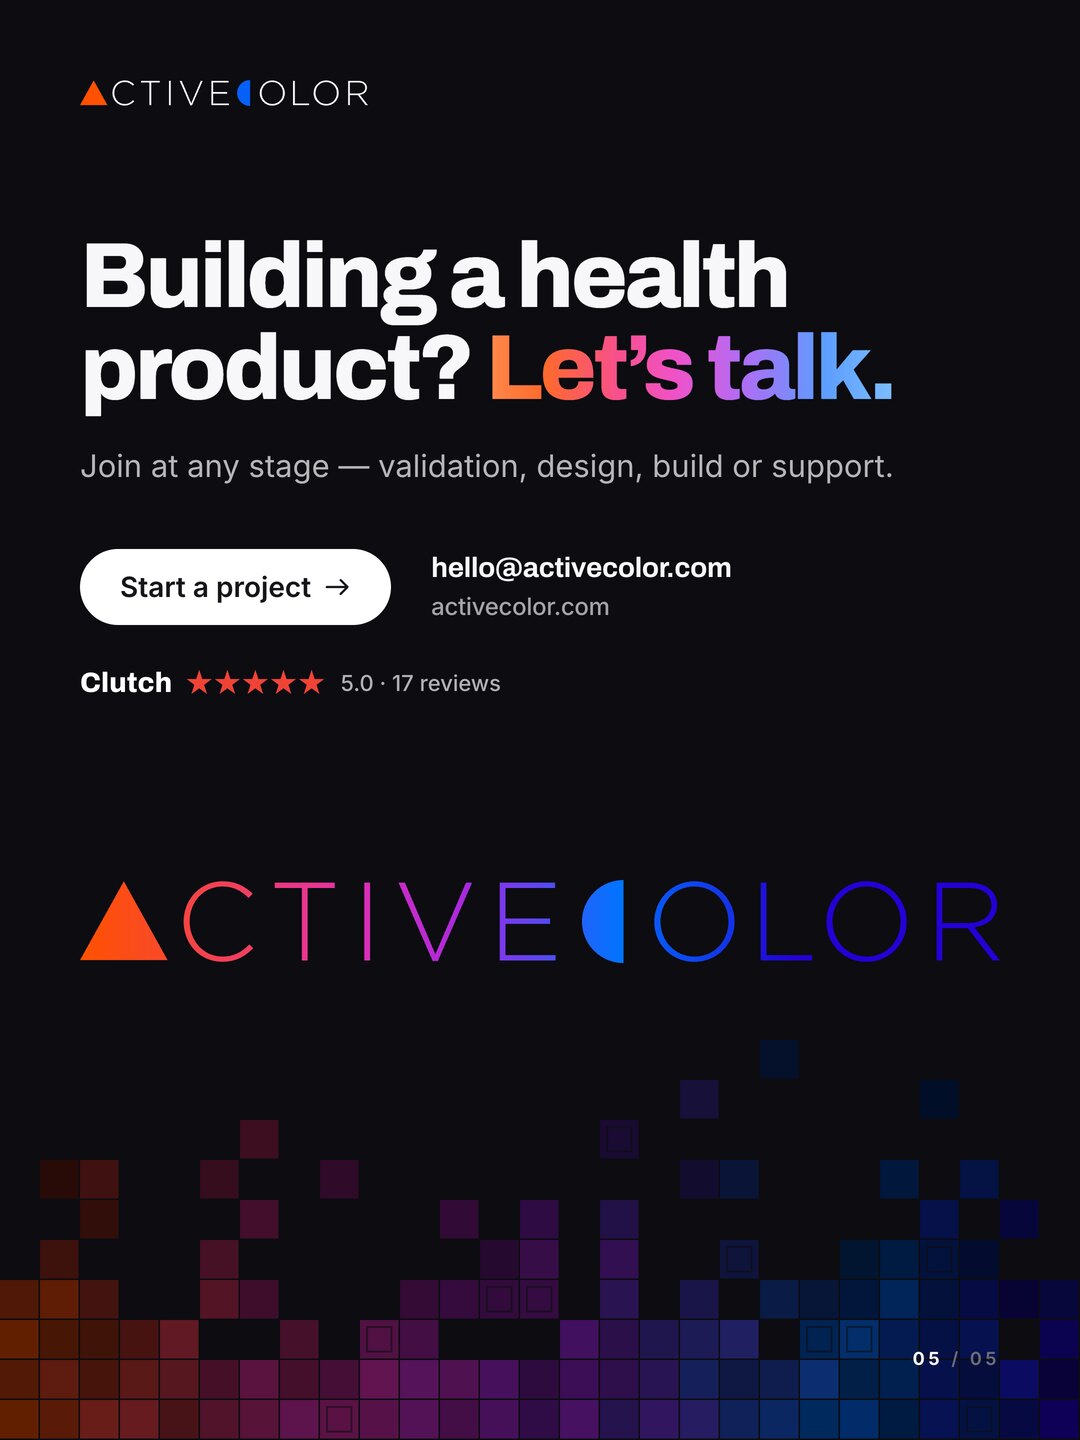 ACTIVECOLOR
Building a health
product? Let’s talk.
Join at any stage — validation, design, build or support.
Start a project →
hello@activecolor.com
activecolor.com
Clutch ★★★★★ 5.0 · 17 reviews
ACTIVECOLOR
05 / 05